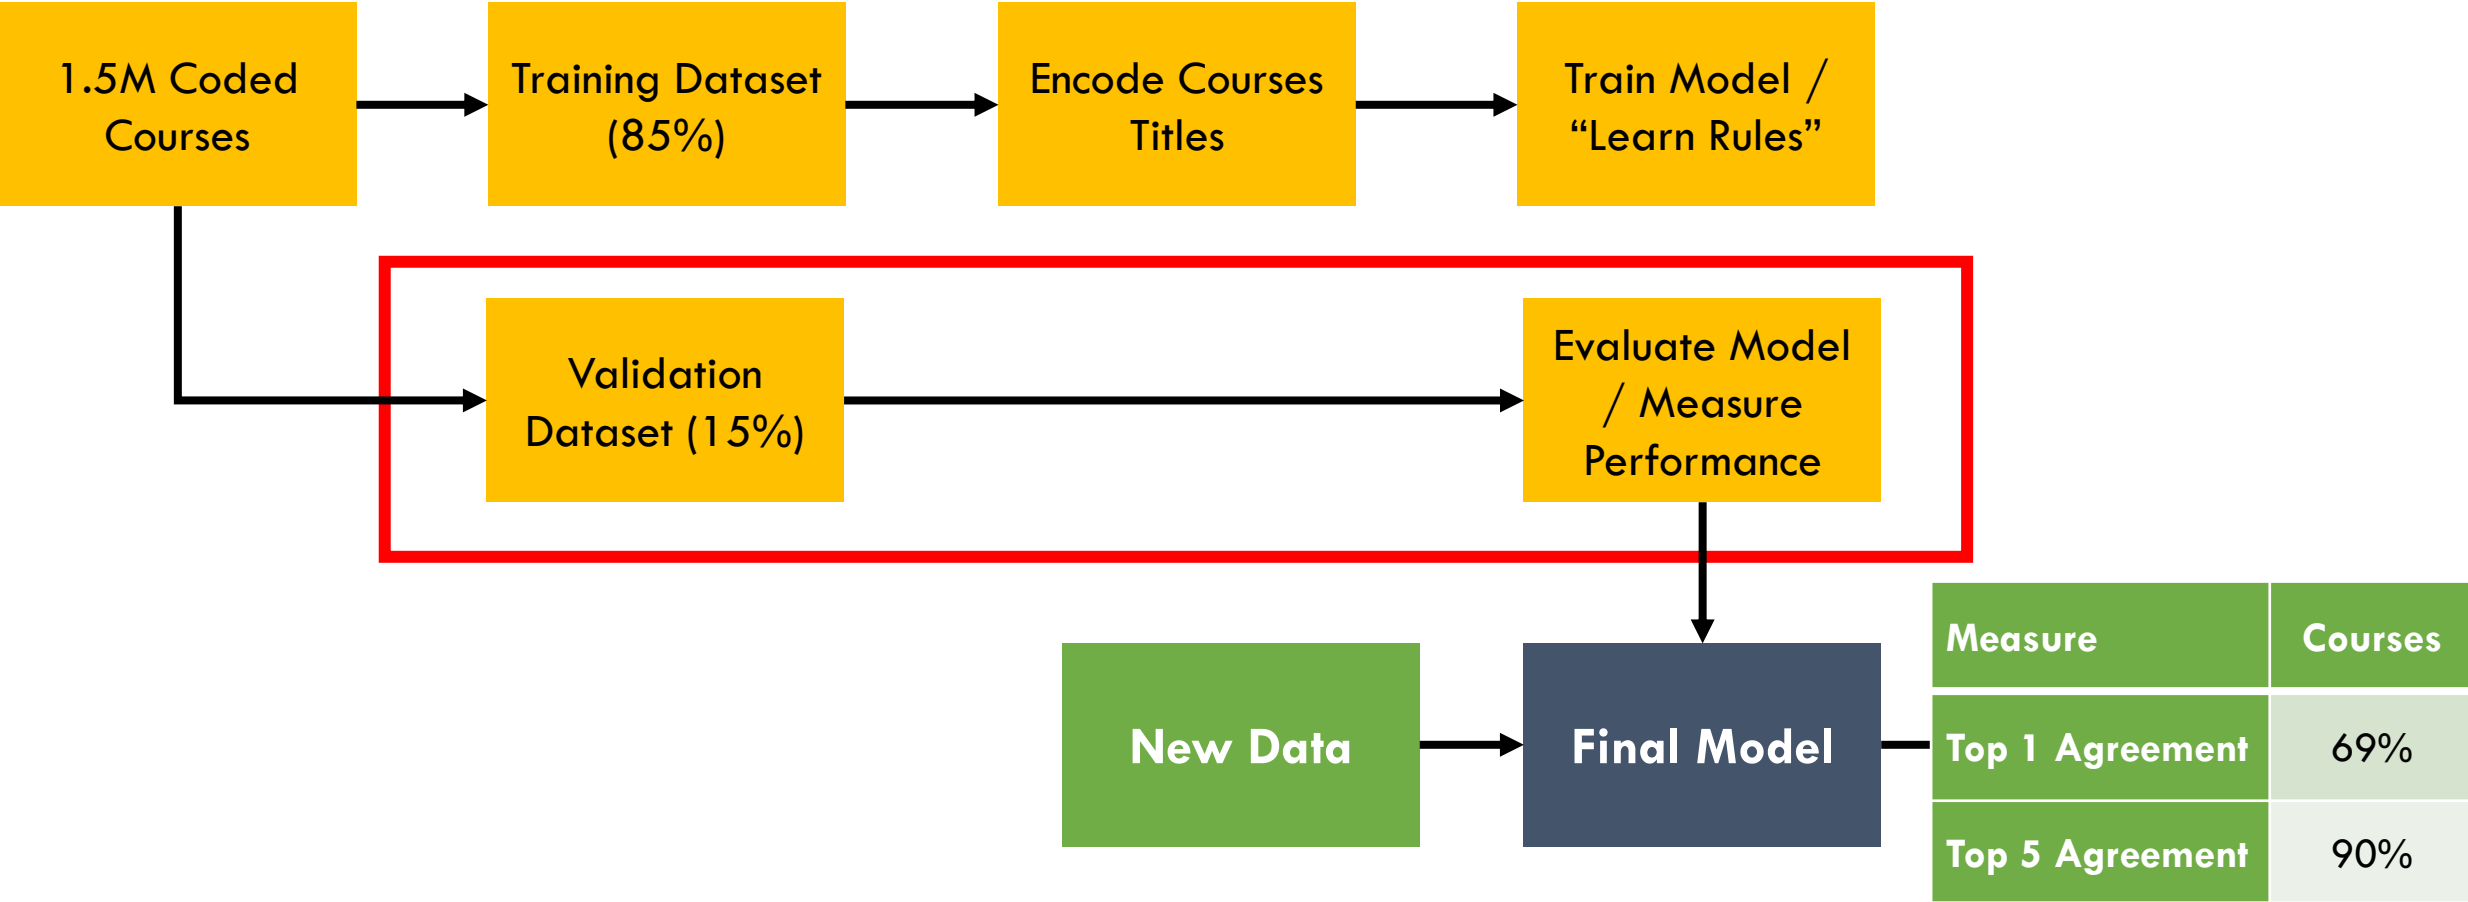 1.5M Coded
Courses
Training Dataset
(85%)
Encode Courses
Titles
Train Model /
“Learn Rules”
Validation
Dataset (15%)
Evaluate Model
/ Measure
Performance
New Data
Final Model
Measure
Courses
Top 1 Agreement
69%
Top 5 Agreement
90%